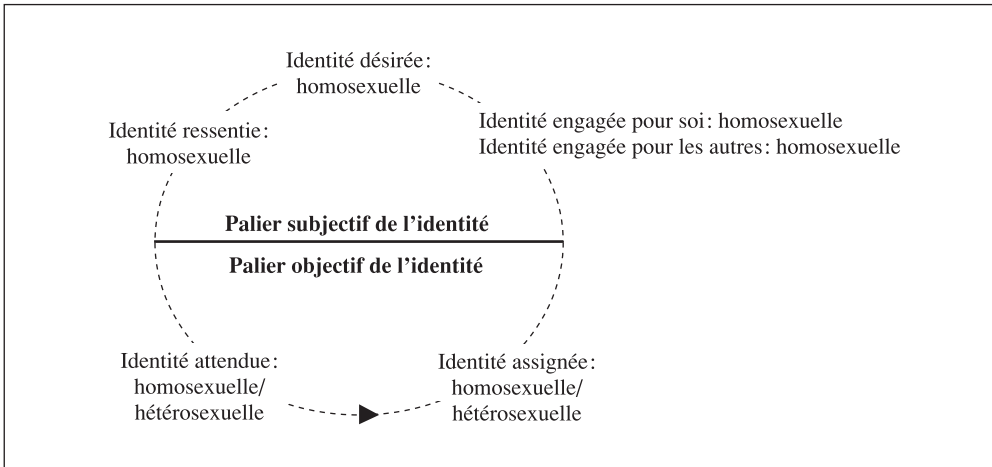 Identité désirée:
homosexuelle
Identité ressentie:
homosexuelle
Identité engagée pour soi: homosexuelle
Identité engagée pour les autres: homosexuelle
Palier subjectif de l’identité
Palier objectif de l’identité
Identité attendue:
homosexuelle/
hétérosexuelle
Identité assignée:
homosexuelle/
hétérosexuelle